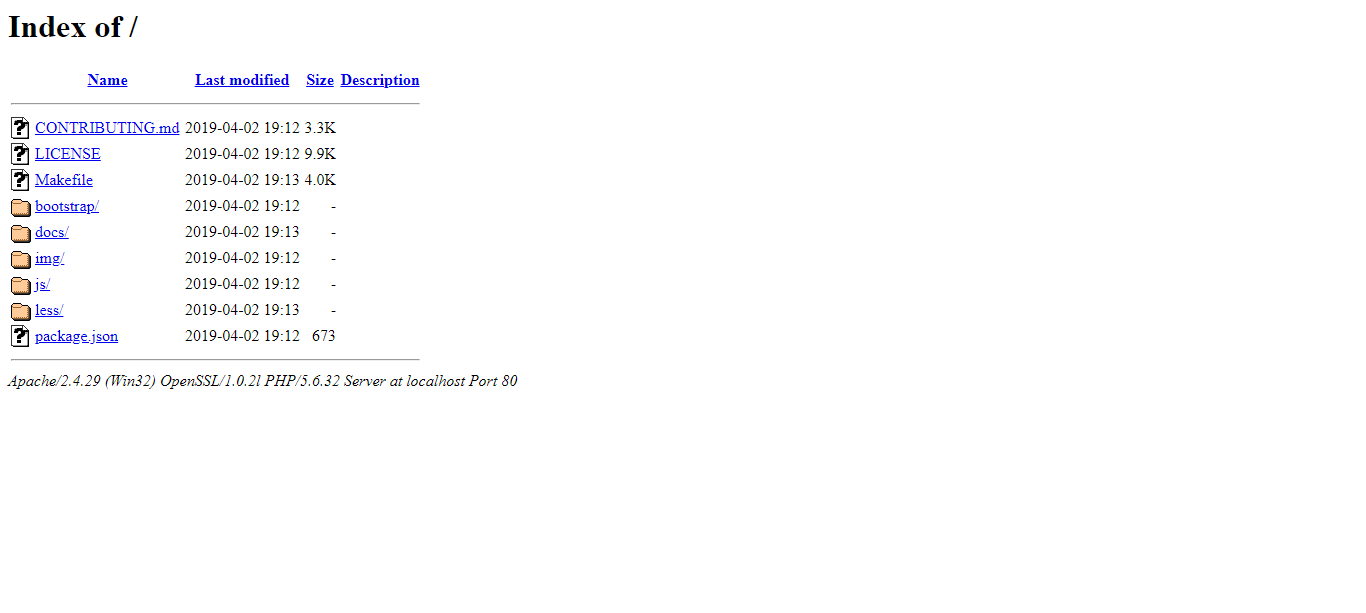 Index of /
Name Last modified Size Description
CONTRIBUTING.md 2019-04-02 19:12 3.3K
LICENSE 2019-04-02 19:12 9.9K
Makefile 2019-04-02 19:13 4.0K
bootstrap/ 2019-04-02 19:12 -
docs/ 2019-04-02 19:13 -
img/ 2019-04-02 19:12 -
js/ 2019-04-02 19:12 -
less/ 2019-04-02 19:13 -
package.json 2019-04-02 19:12 673
Apache/2.4.29 (Win32) OpenSSL/1.0.2l PHP/5.6.32 Server at localhost Port 80